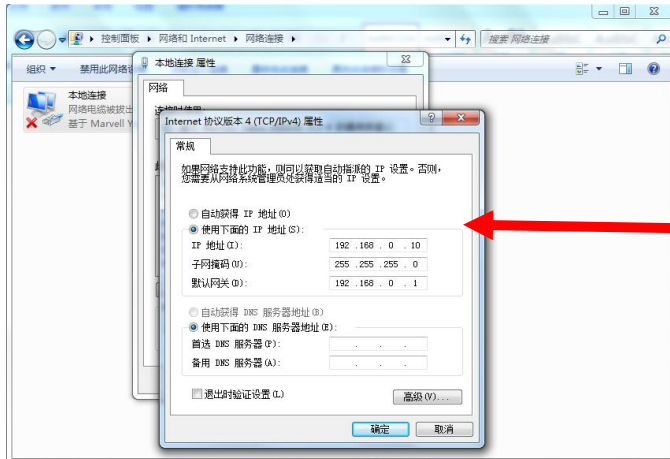 控制面板 ▸ 网络和 Internet ▸ 网络连接 ▸
搜索 网络连接
组织 ▼ 禁用此网络
本地连接
网络电缆被拔出
基于 Marvell Y
本地连接 属性
网络
Internet 协议版本 4 (TCP/IPv4) 属性
常规
如果网络支持此功能，则可以获取自动指派的 IP 设置。否则，
您需要从网络系统管理员处获得适当的 IP 设置。
自动获得 IP 地址(O)
使用下面的 IP 地址(S):
IP 地址(I): 192 .168 . 0 . 10
子网掩码(U): 255 .255 .255 . 0
默认网关(D): 192 .168 . 0 . 1
自动获得 DNS 服务器地址(B)
使用下面的 DNS 服务器地址(E):
首选 DNS 服务器(P): . . .
备用 DNS 服务器(A): . . .
退出时验证设置(L)
高级(V)...
确定 取消